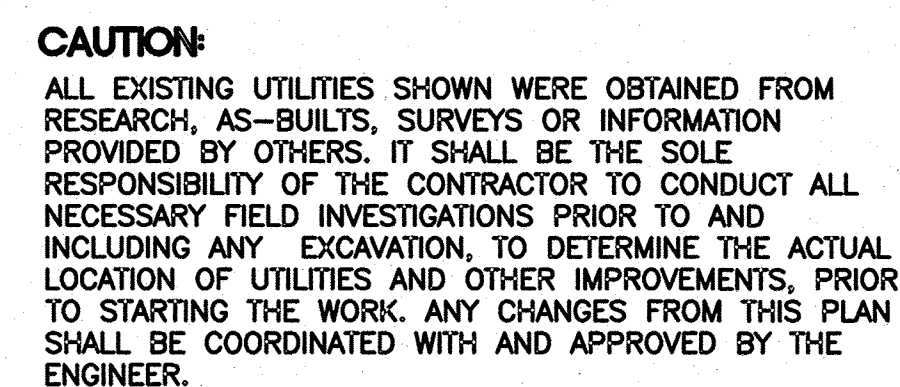 CAUTION:
ALL EXISTING UTILITIES SHOWN WERE OBTAINED FROM
RESEARCH, AS-BUILTS, SURVEYS OR INFORMATION
PROVIDED BY OTHERS. IT SHALL BE THE SOLE
RESPONSIBILITY OF THE CONTRACTOR TO CONDUCT ALL
NECESSARY FIELD INVESTIGATIONS PRIOR TO AND
INCLUDING ANY EXCAVATION, TO DETERMINE THE ACTUAL
LOCATION OF UTILITIES AND OTHER IMPROVEMENTS, PRIOR
TO STARTING THE WORK. ANY CHANGES FROM THIS PLAN
SHALL BE COORDINATED WITH AND APPROVED BY THE
ENGINEER.